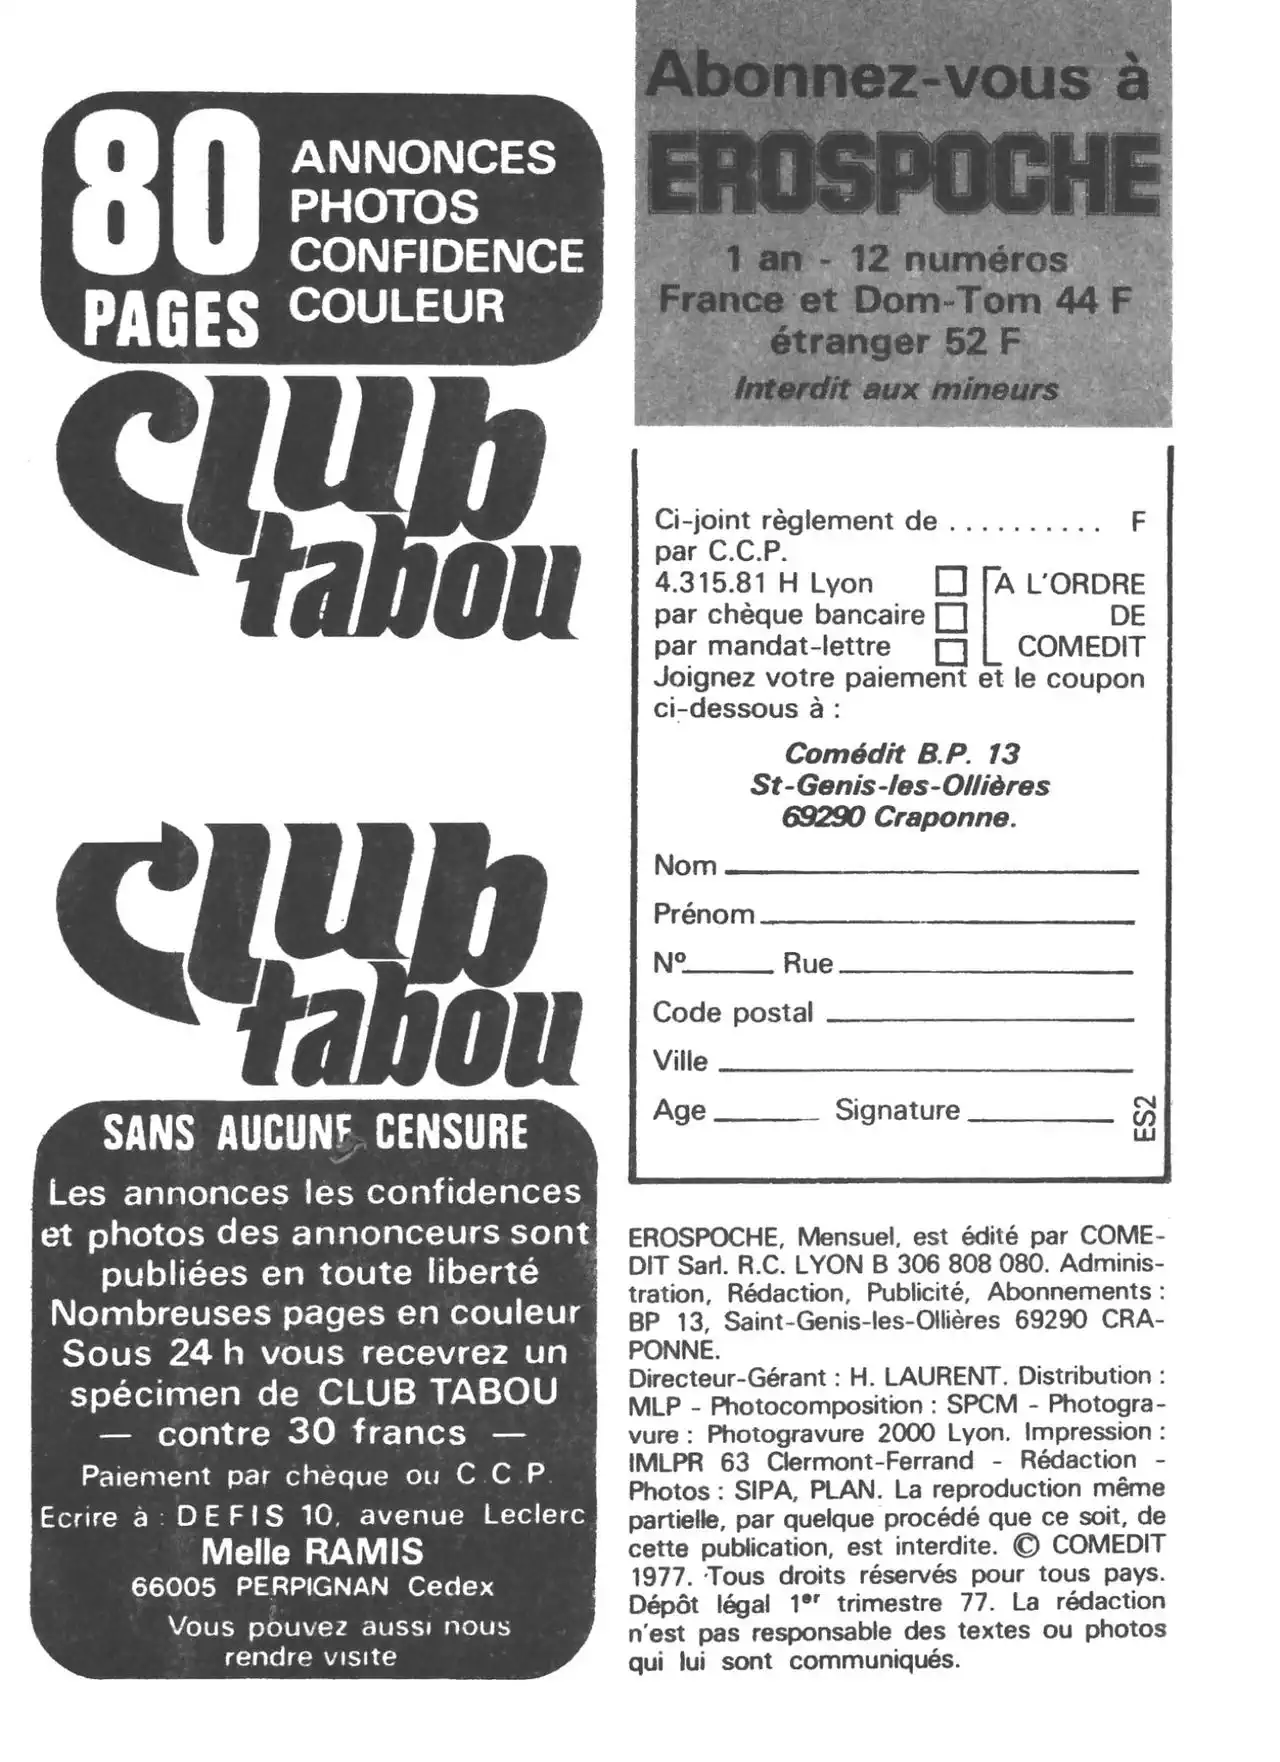 80
PAGES
ANNONCES
PHOTOS
CONFIDENCE
COULEUR
club
tabou
club
tabou
SANS AUCUNE CENSURE
Les annonces les confidences
et photos des annonceurs sont
publiées en toute liberté
Nombreuses pages en couleur
Sous 24 h vous recevrez un
spécimen de CLUB TABOU
— contre 30 francs —
Paiement par chèque ou C.C.P.
Ecrire à : DEFIS 10, avenue Leclerc
Melle RAMIS
66005 PERPIGNAN Cedex
Vous pouvez aussi nous
rendre visite
Abonnez-vous à
EROSPOCHE
1 an - 12 numéros
France et Dom-Tom 44 F
étranger 52 F
Interdit aux mineurs
Ci-joint règlement de .......... F
par C.C.P.
4.315.81 H Lyon A L'ORDRE
par chèque bancaire DE
par mandat-lettre COMEDIT
Joignez votre paiement et le coupon
ci-dessous à :
Comédit B.P. 13
St-Genis-les-Ollières
69290 Craponne.
Nom
Prénom
Nº Rue
Code postal
Ville
Age Signature
ES2
EROSPOCHE, Mensuel, est édité par COME-
DIT Sarl. R.C. LYON B 306 808 080. Adminis-
tration, Rédaction, Publicité, Abonnements :
BP 13, Saint-Genis-les-Ollières 69290 CRA-
PONNE.
Directeur-Gérant : H. LAURENT. Distribution :
MLP - Photocomposition : SPCM - Photogra-
vure : Photogravure 2000 Lyon. Impression :
IMLPR 63 Clermont-Ferrand - Rédaction -
Photos : SIPA, PLAN. La reproduction même
partielle, par quelque procédé que ce soit, de
cette publication, est interdite. © COMEDIT
1977. Tous droits réservés pour tous pays.
Dépôt légal 1er trimestre 77. La rédaction
n'est pas responsable des textes ou photos
qui lui sont communiqués.